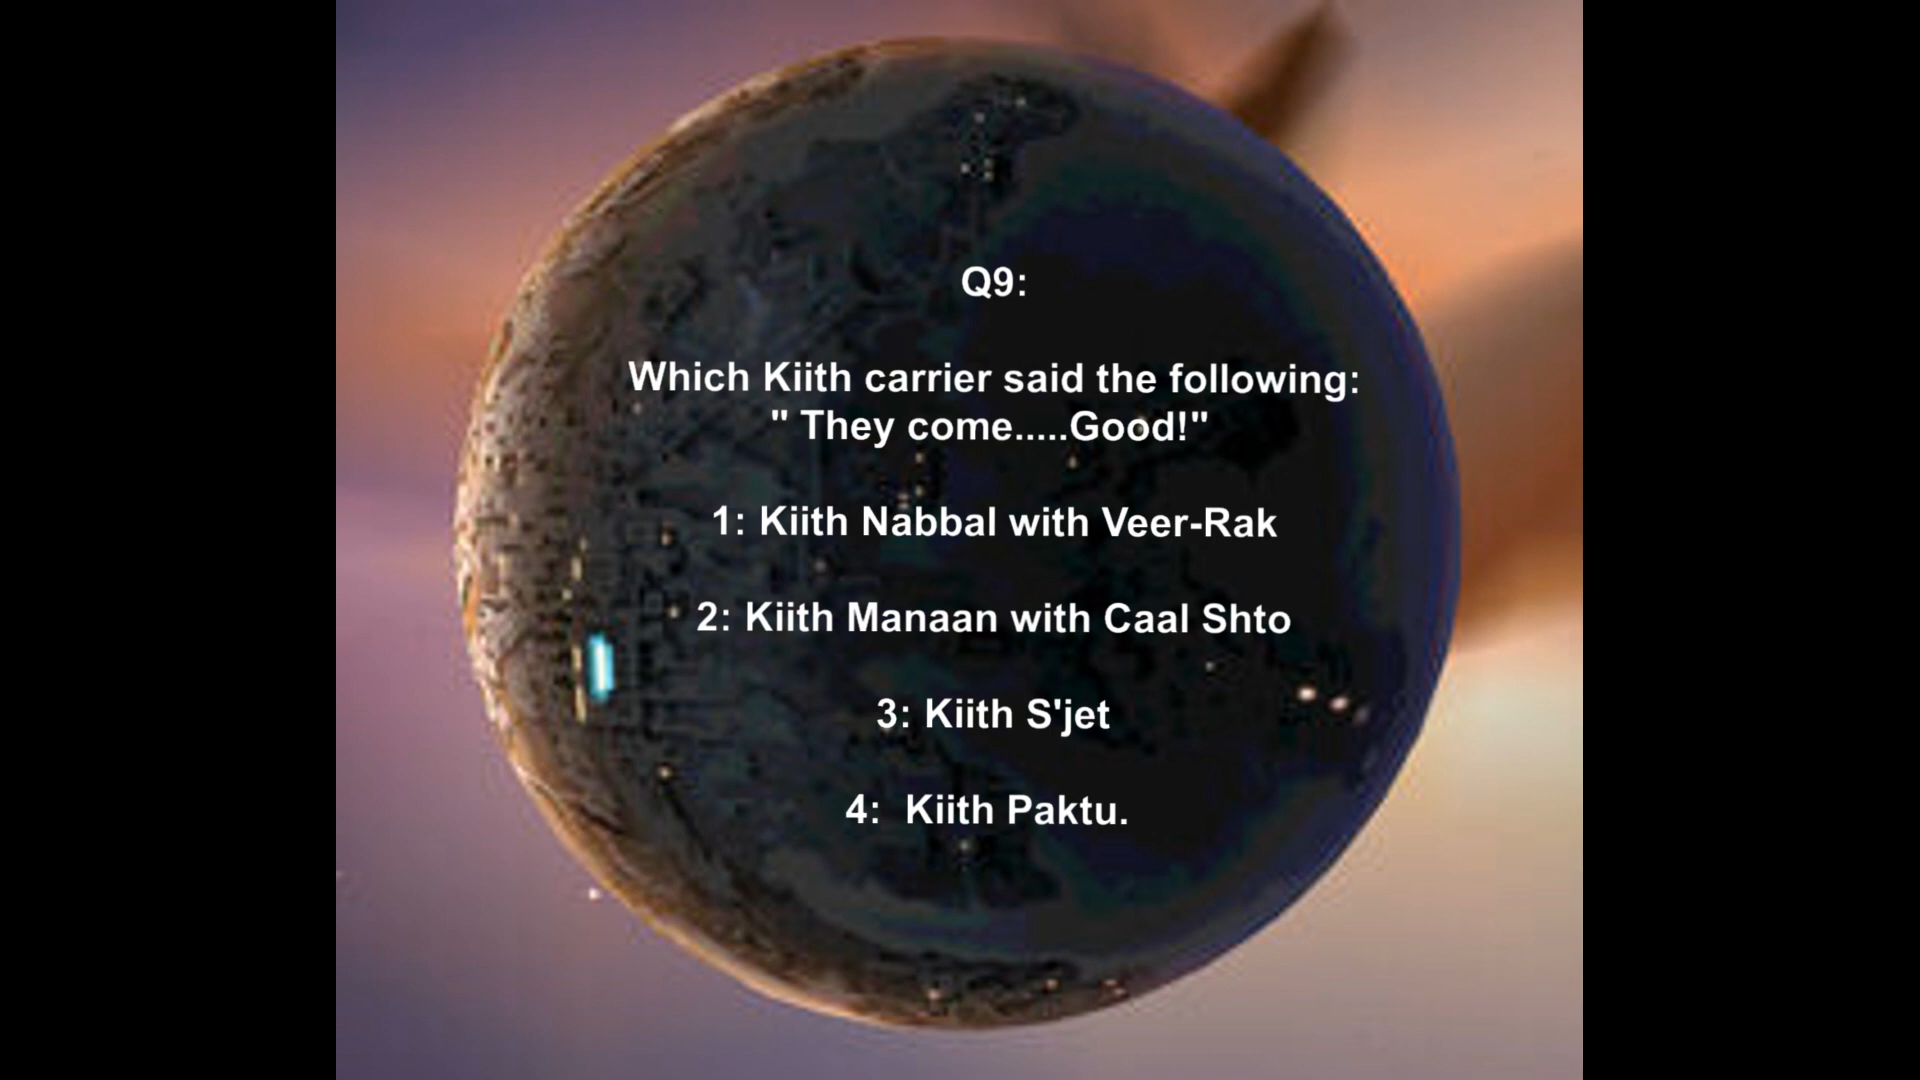 Q9:
Which Kiith carrier said the following:
" They come.....Good!"
1: Kiith Nabbal with Veer-Rak
2: Kiith Manaan with Caal Shto
3: Kiith S'jet
4:  Kiith Paktu.